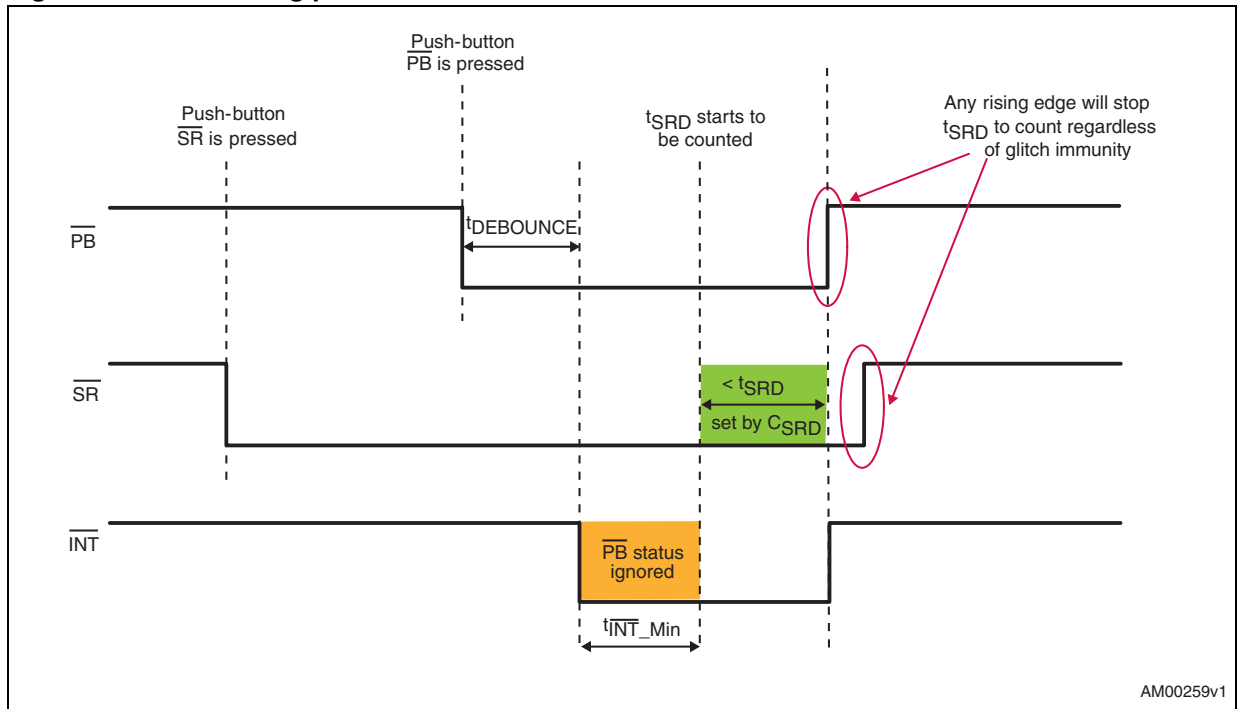 Push-button
PB is pressed
Push-button
SR is pressed
tSRD starts to
be counted
Any rising edge will stop
tSRD to count regardless
of glitch immunity
PB
tDEBOUNCE
SR
< tSRD
set by CSRD
INT
PB status
ignored
tINT_Min
AM00259v1